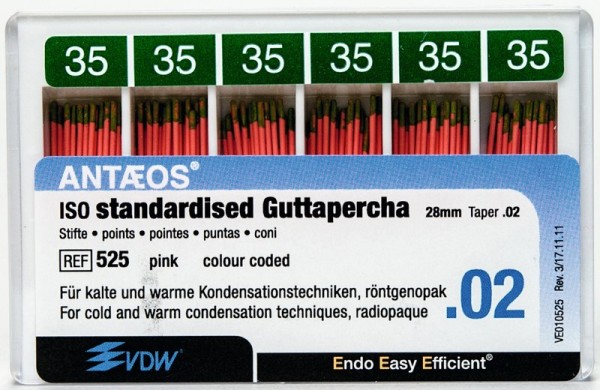 35 35 35 35 35 35
ANTÆOS®
ISO standardised Guttapercha 28mm Taper .02
Stifte • points • pointes • puntas • coni
REF 525 pink colour coded
Für kalte und warme Kondensationstechniken, röntgenopak
For cold and warm condensation techniques, radiopaque
.02
VE010525 Rev. 3/17.11.11
VDW®
Endo Easy Efficient®